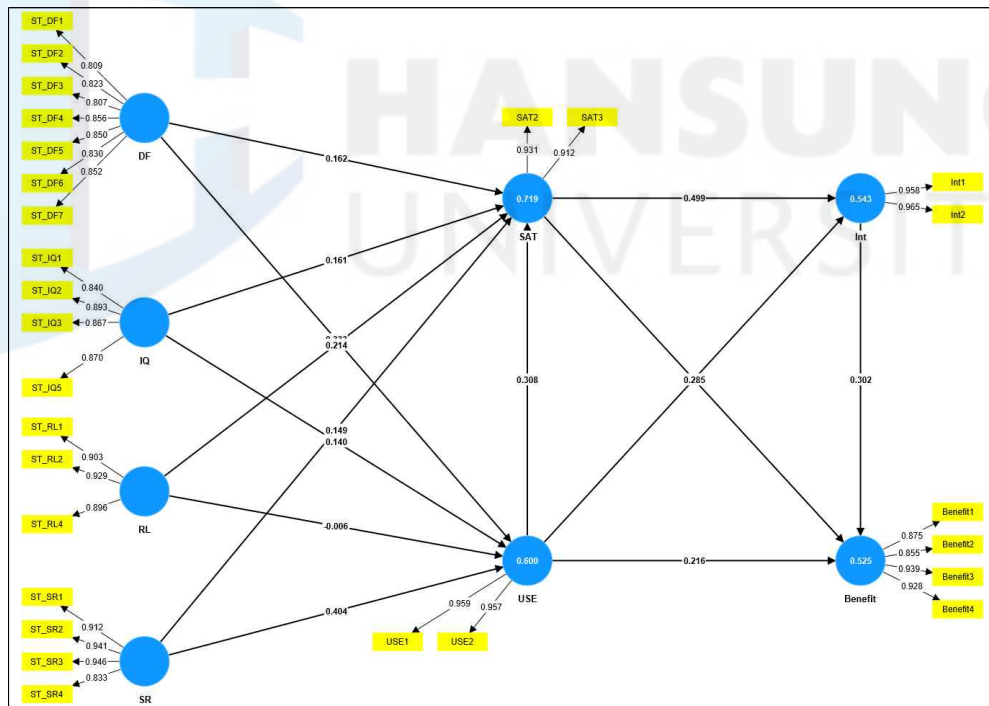 HANSUNG
UNIVERSIT
ST_DF1
ST_DF2
ST_DF3
ST_DF4
ST_DF5
ST_DF6
ST_DF7
0.809
0.823
0.807
0.856
0.850
0.830
0.852
DF
ST_IQ1
ST_IQ2
ST_IQ3
ST_IQ5
0.840
0.893
0.867
0.870
IQ
ST_RL1
ST_RL2
ST_RL4
0.903
0.929
0.896
RL
ST_SR1
ST_SR2
ST_SR3
ST_SR4
0.912
0.941
0.946
0.833
SR
0.162
0.161
0.214
0.149
0.140
-0.006
0.404
SAT2
SAT3
0.931
0.912
0.719
SAT
0.308
0.600
USE
0.959
0.957
USE1
USE2
0.499
0.285
0.216
0.543
Int
0.958
0.965
Int1
Int2
0.302
0.525
Benefit
0.875
0.855
0.939
0.928
Benefit1
Benefit2
Benefit3
Benefit4